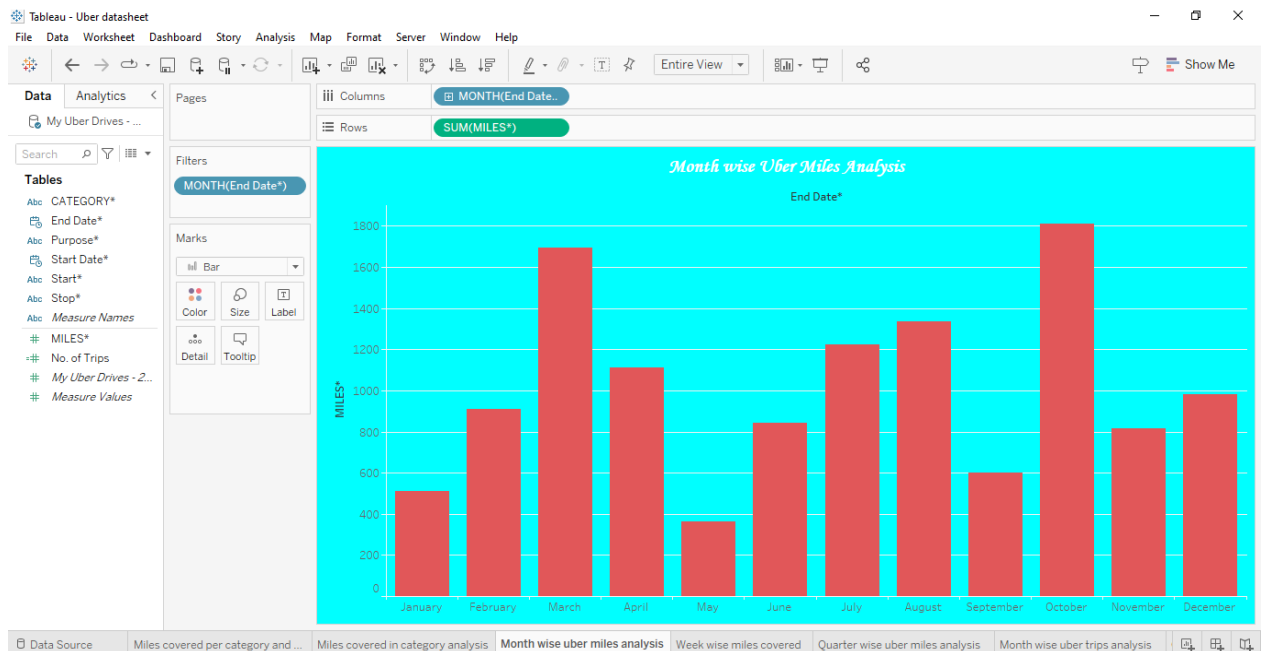 Tableau - Uber datasheet
File Data Worksheet Dashboard Story Analysis Map Format Server Window Help
Entire View
Show Me
Data Analytics
My Uber Drives - ...
Search
Tables
Abc CATEGORY*
End Date*
Abc Purpose*
Start Date*
Abc Start*
Abc Stop*
Abc Measure Names
# MILES*
=# No. of Trips
# My Uber Drives - 2...
# Measure Values
Pages
Filters
MONTH(End Date*)
Marks
Bar
Color Size Label
Detail Tooltip
Columns MONTH(End Date..
Rows SUM(MILES*)
Month wise Uber Miles Analysis
End Date*
MILES*
1800
1600
1400
1200
1000
800
600
400
200
0
January February March April May June July August September October November December
Data Source Miles covered per category and ... Miles covered in category analysis Month wise uber miles analysis Week wise miles covered Quarter wise uber miles analysis Month wise uber trips analysis